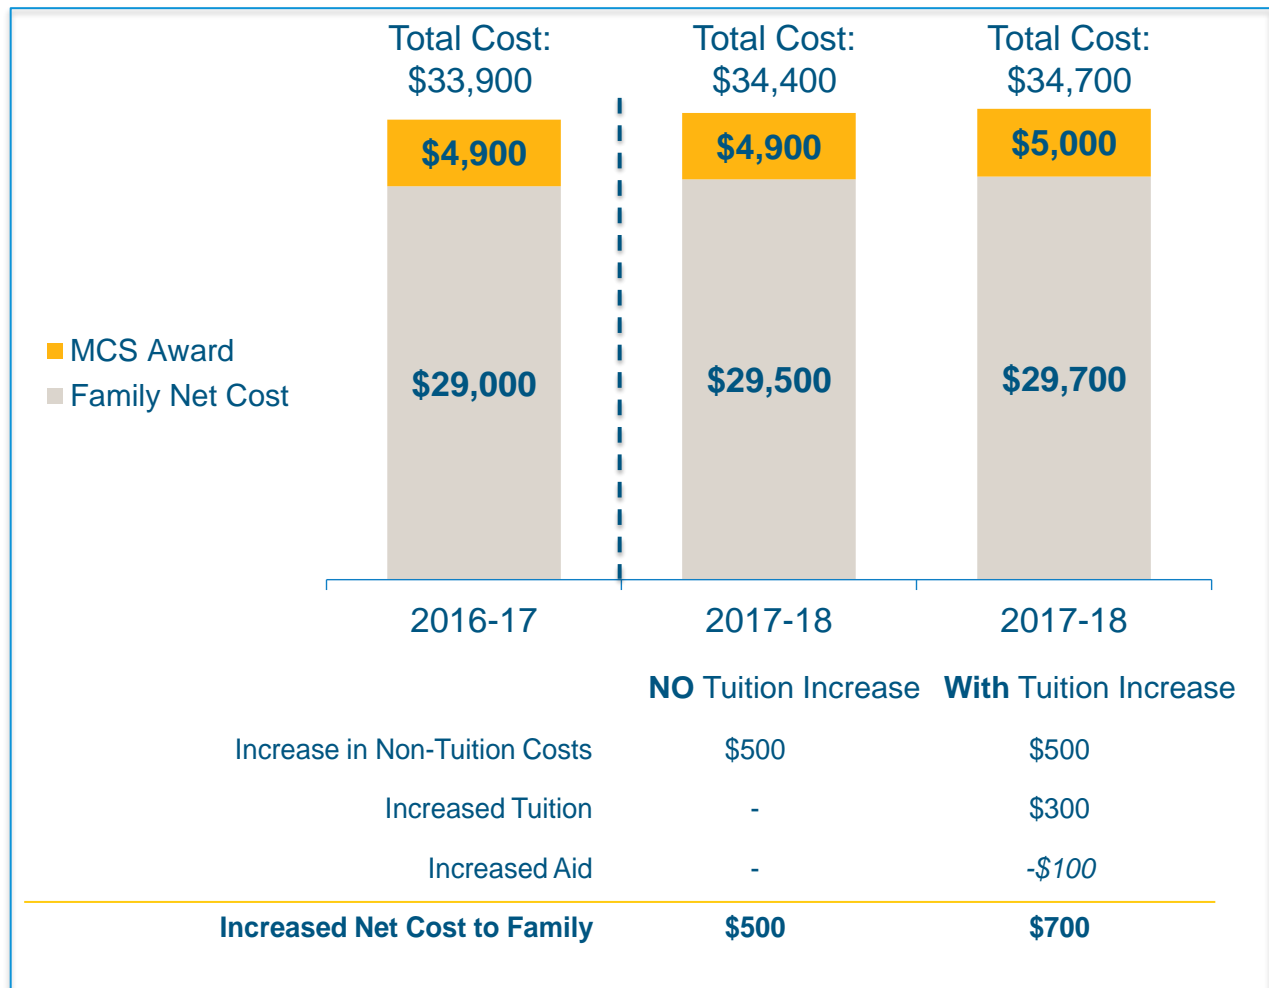 Total Cost: Total Cost: Total Cost:
$33,900 $34,400 $34,700
$4,900 $4,900 $5,000
MCS Award
Family Net Cost
$29,000 $29,500 $29,700
2016-17 2017-18 2017-18
NO Tuition Increase With Tuition Increase
Increase in Non-Tuition Costs $500 $500
Increased Tuition - $300
Increased Aid - -$100
Increased Net Cost to Family $500 $700